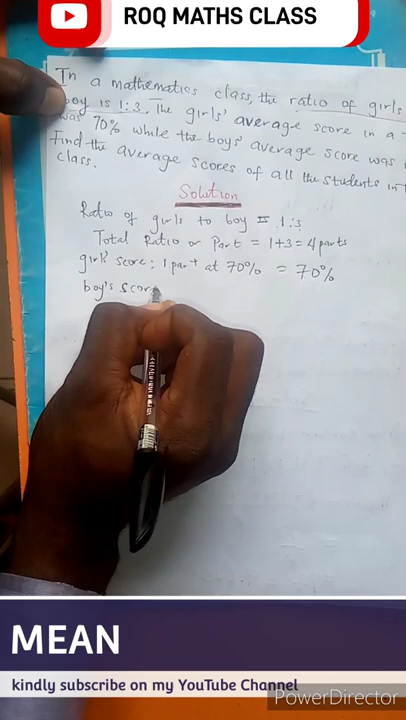 ROQ MATHS CLASS
In a mathematics class, the ratio of girls
boy is 1:3. The girls' average score in a
was 70% while the boys' average score was
Find the average scores of all the students in
class.
Solution
Ratio of girls to boy = 1:3
Total Ratio or Part = 1+3 = 4 parts
girls score: 1 part at 70% = 70%
boy's scor
MEAN
kindly subscribe on my YouTube Channel
PowerDirector